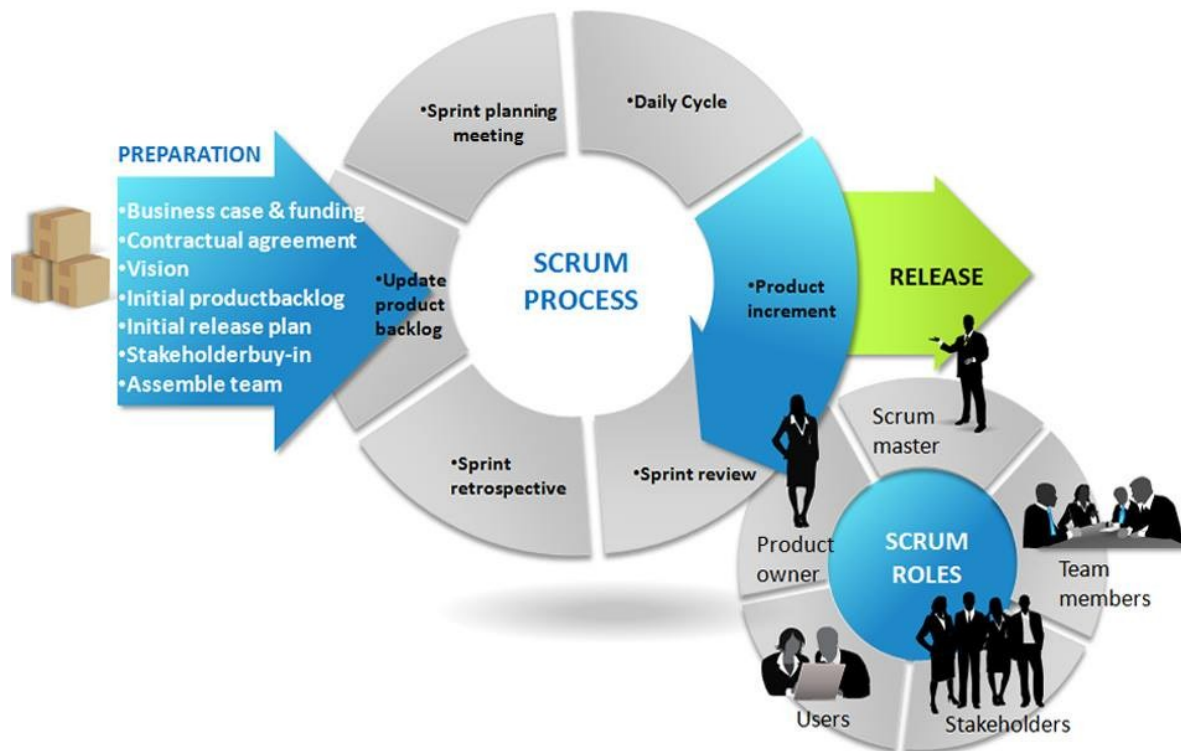 PREPARATION
•Business case & funding
•Contractual agreement
•Vision
•Initial productbacklog
•Initial release plan
•Stakeholderbuy-in
•Assemble team
•Sprint planning
meeting
•Daily Cycle
•Update
product
backlog
SCRUM
PROCESS
•Product
increment
RELEASE
•Sprint
retrospective
•Sprint review
Scrum
master
Product
owner
SCRUM
ROLES
Team
members
Users
Stakeholders